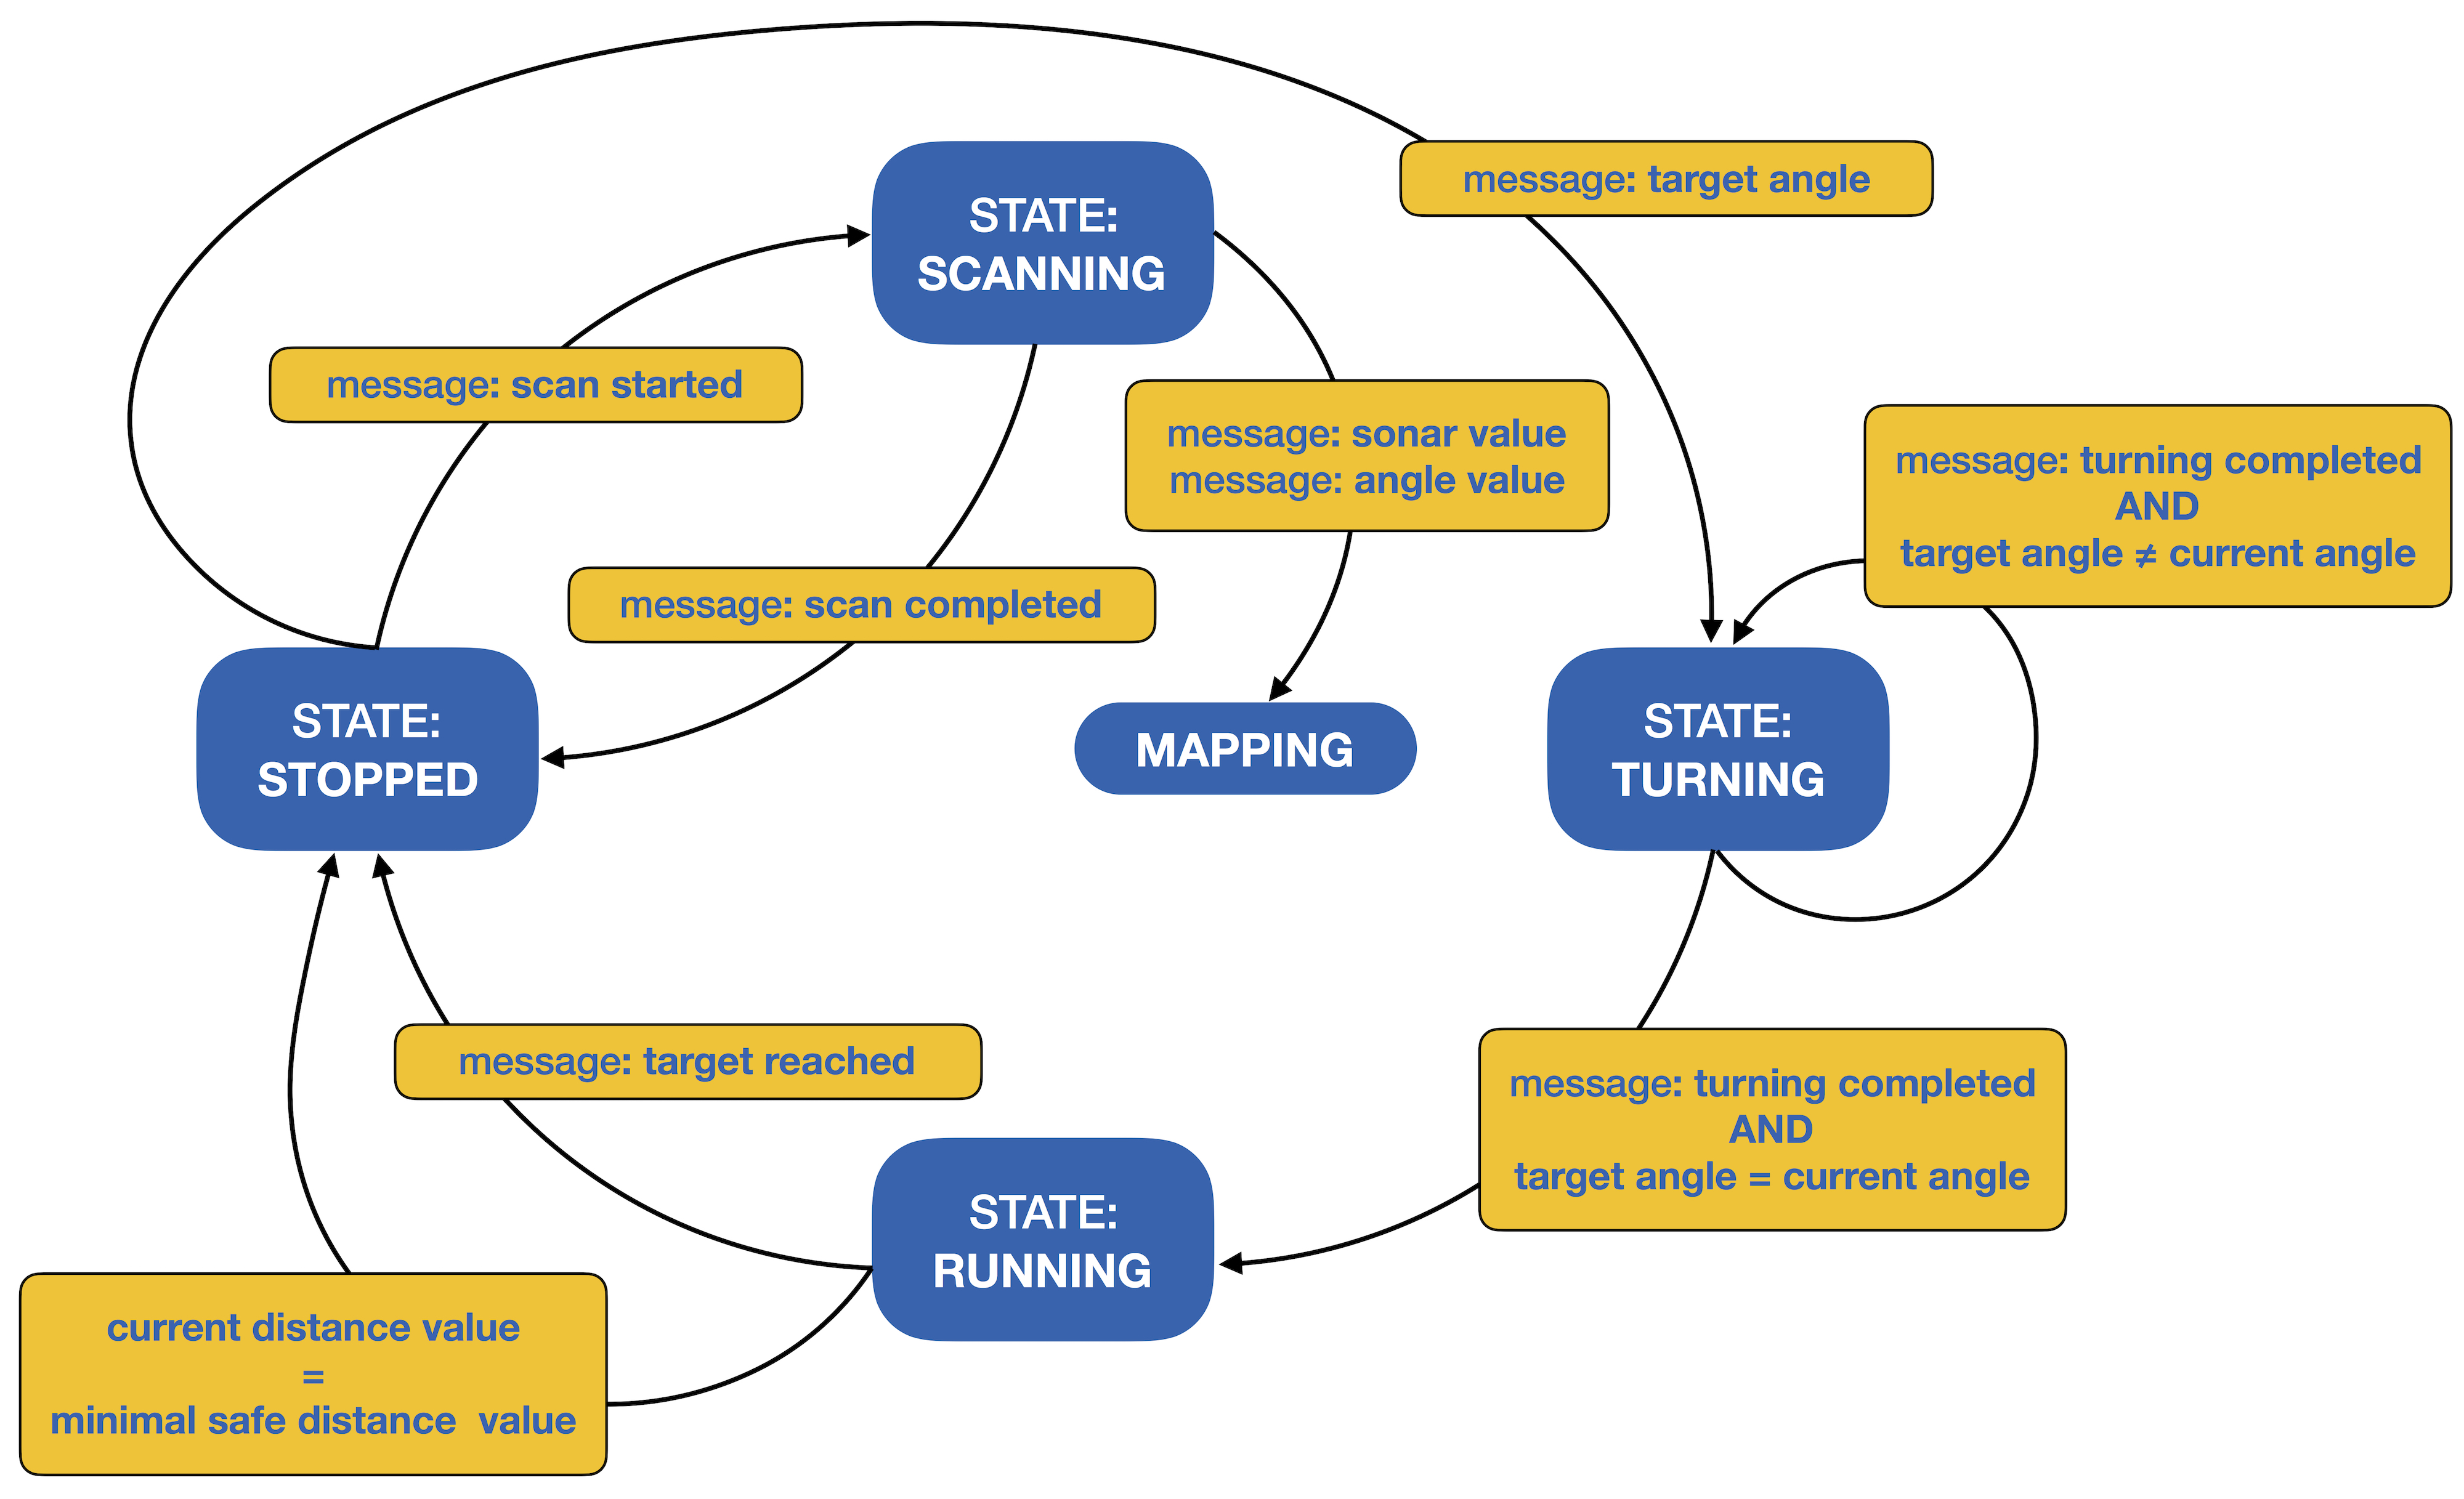 message: target angle
STATE:
SCANNING
message: scan started
message: sonar value
message: angle value
message: turning completed
AND
target angle ≠ current angle
message: scan completed
STATE:
STOPPED
MAPPING
STATE:
TURNING
message: target reached
message: turning completed
AND
target angle = current angle
STATE:
RUNNING
current distance value
=
minimal safe distance  value